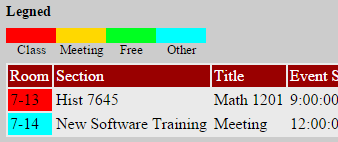 Legned
Class Meeting Free Other
Room Section Title Event S
7-13 Hist 7645 Math 1201 9:00:00
7-14 New Software Training Meeting 12:00:00